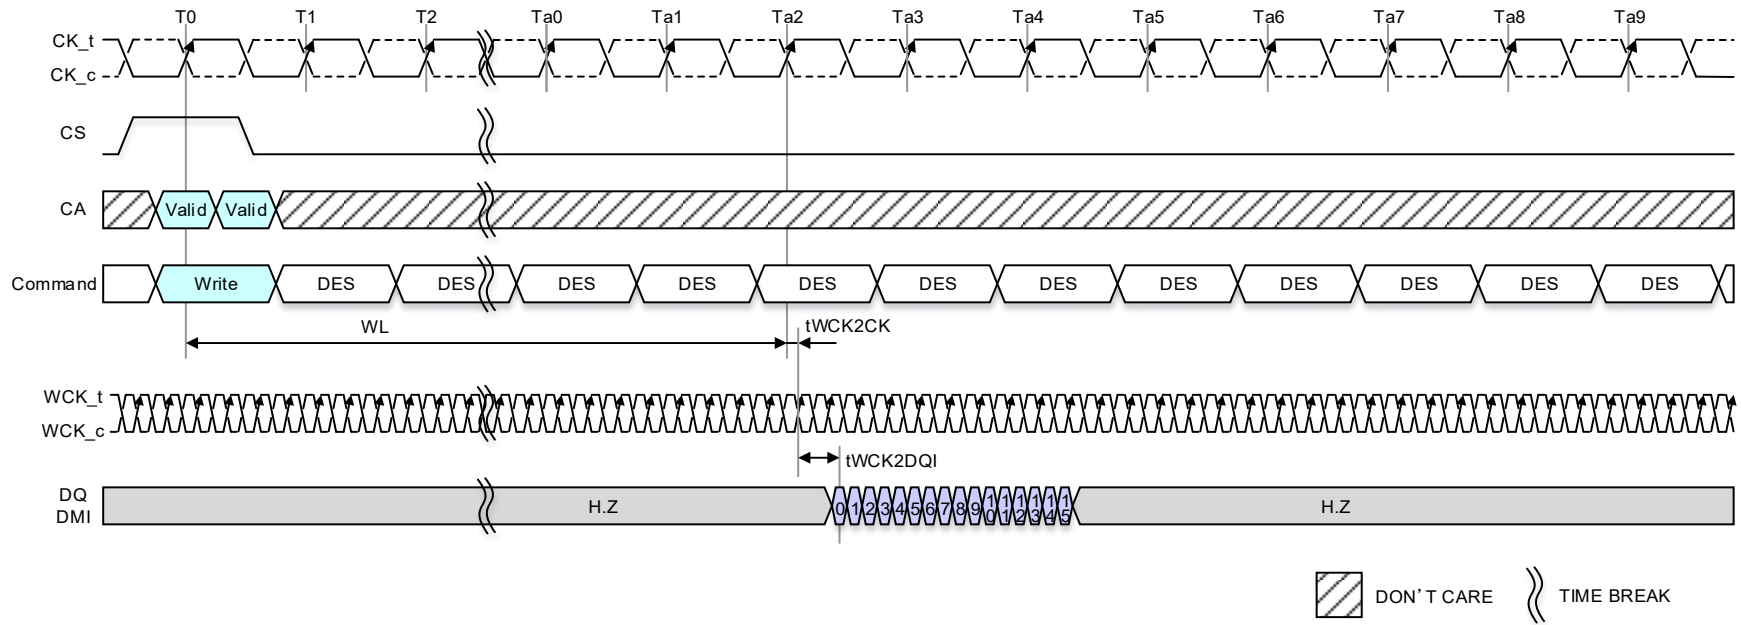 T0 T1 T2 Ta0 Ta1 Ta2 Ta3 Ta4 Ta5 Ta6 Ta7 Ta8 Ta9
CK_t
CK_c
CS
CA Valid Valid
Command Write DES DES DES DES DES DES DES DES DES DES DES DES
WL tWCK2CK
WCK_t
WCK_c
tWCK2DQI
DQ
DMI
H.Z 0 1 2 3 4 5 6 7 8 9 10 11 12 13 14 15 H.Z
DON'T CARE TIME BREAK